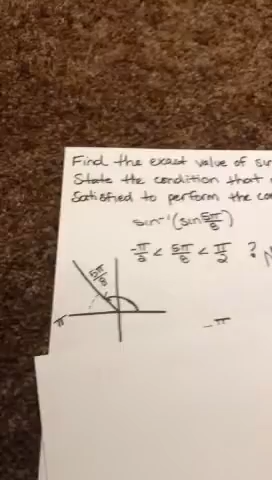 Find the exact value of
State the condition that
Satisfied to perform the
sin⁻¹(sin 5π/8)
-π/2 < 5π/8 < π/2 ?
5π/8
π
-π